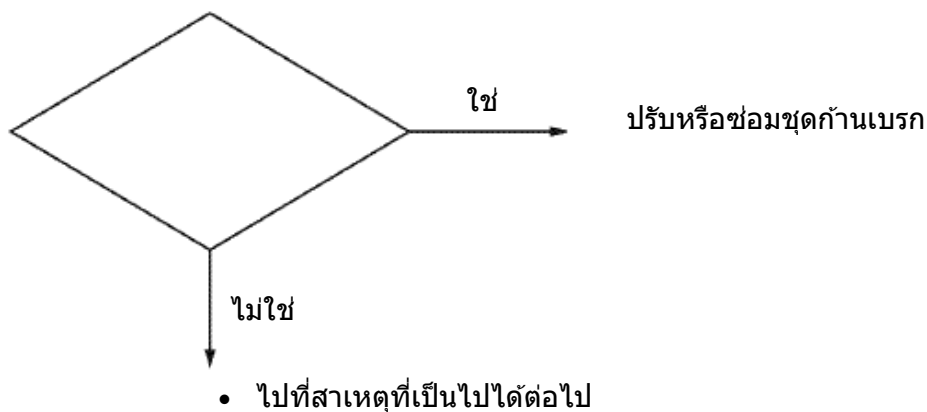 ใช่
ปรับหรือซ่อมชุดก้านเบรก
ไม่ใช่
• ไปที่สาเหตุที่เป็นไปได้ต่อไป